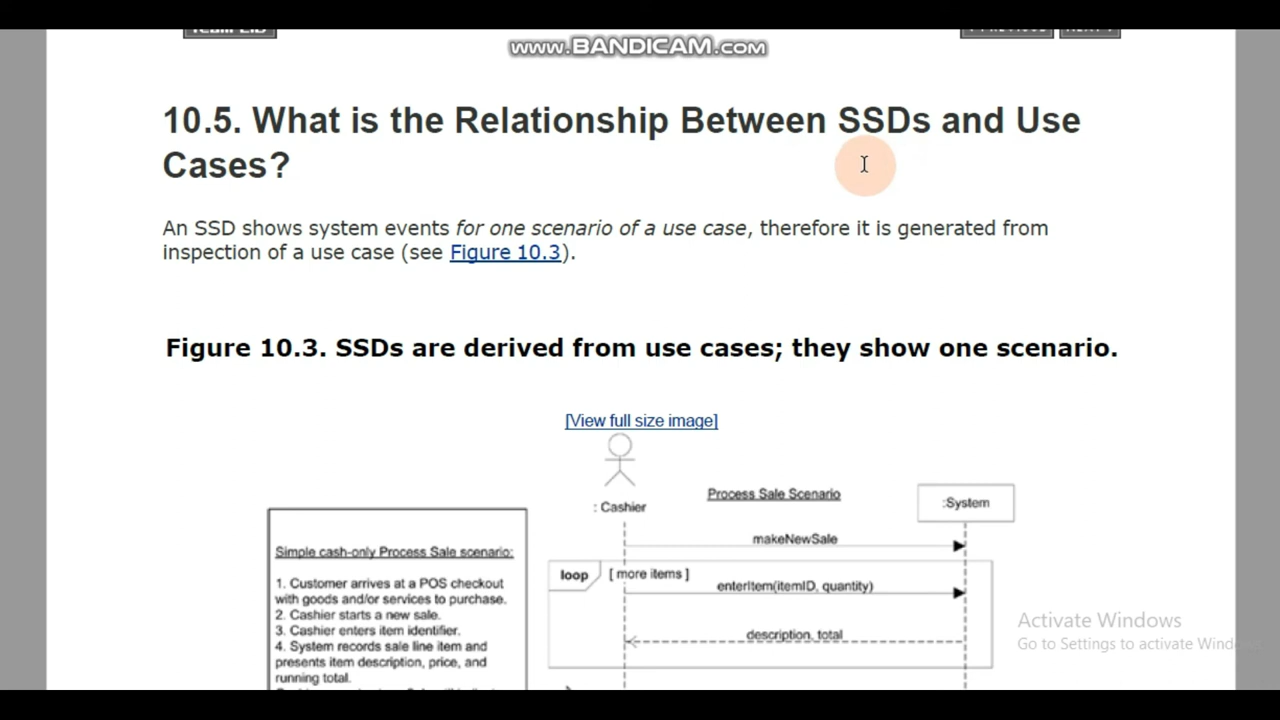 www.BANDICAM.com
10.5. What is the Relationship Between SSDs and Use
Cases?
An SSD shows system events for one scenario of a use case, therefore it is generated from
inspection of a use case (see Figure 10.3).
Figure 10.3. SSDs are derived from use cases; they show one scenario.
[View full size image]
Process Sale Scenario
: Cashier
:System
makeNewSale
loop
[ more items ]
enterItem(itemID, quantity)
description, total
Simple cash-only Process Sale scenario:
1. Customer arrives at a POS checkout
with goods and/or services to purchase.
2. Cashier starts a new sale.
3. Cashier enters item identifier.
4. System records sale line item and
presents item description, price, and
running total.
Activate Windows
Go to Settings to activate Windows.